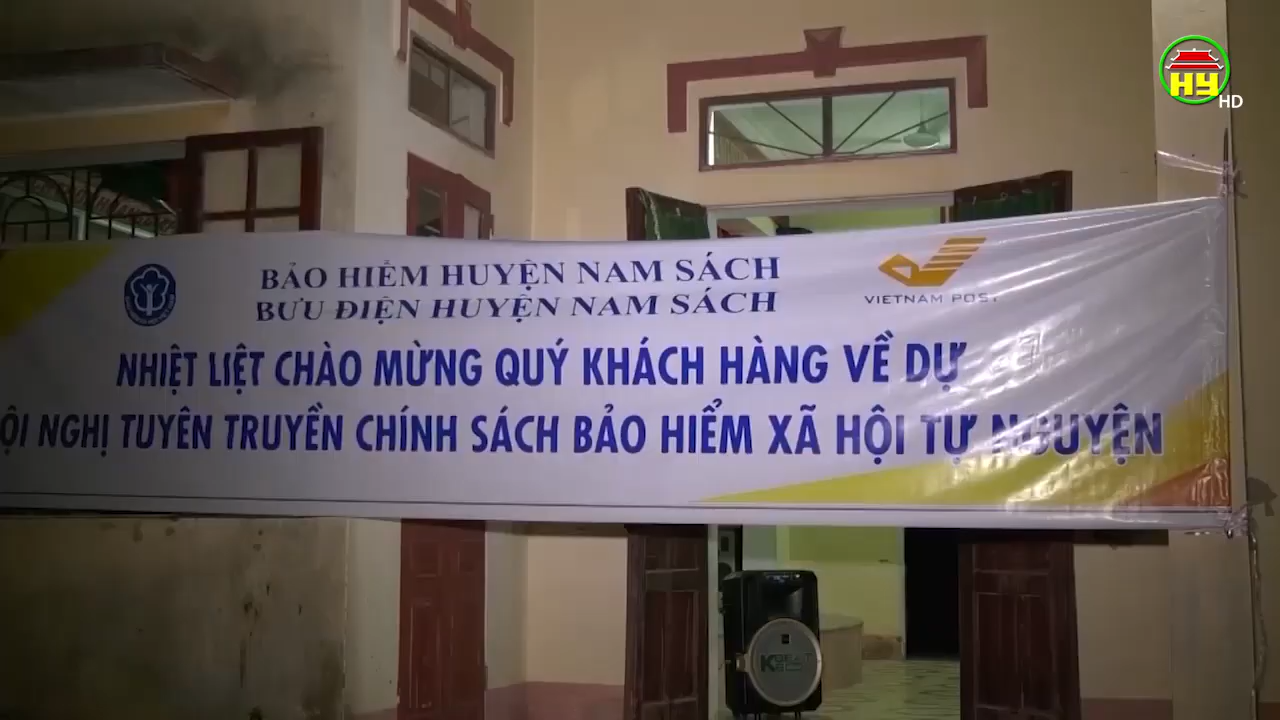 HY
HD
BẢO HIỂM HUYỆN NAM SÁCH
BƯU ĐIỆN HUYỆN NAM SÁCH
VIETNAM POST
NHIỆT LIỆT CHÀO MỪNG QUÝ KHÁCH HÀNG VỀ DỰ
ỘI NGHỊ TUYÊN TRUYỀN CHÍNH SÁCH BẢO HIỂM XÃ HỘI TỰ NGUYỆN